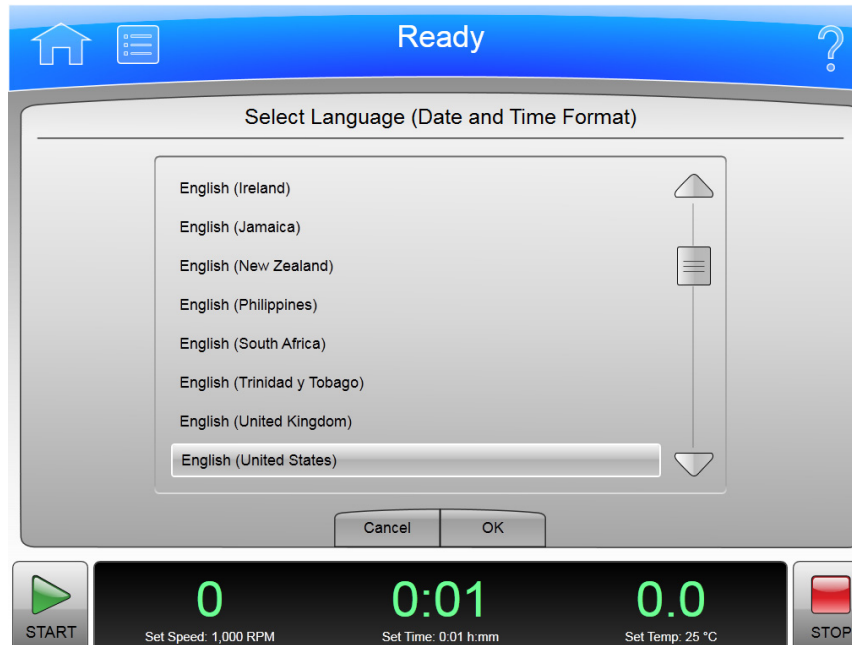 Ready
?
Select Language (Date and Time Format)
English (Ireland)
English (Jamaica)
English (New Zealand)
English (Philippines)
English (South Africa)
English (Trinidad y Tobago)
English (United Kingdom)
English (United States)
Cancel OK
0 0:01 0.0
START Set Speed: 1,000 RPM Set Time: 0:01 h:mm Set Temp: 25 °C STOP